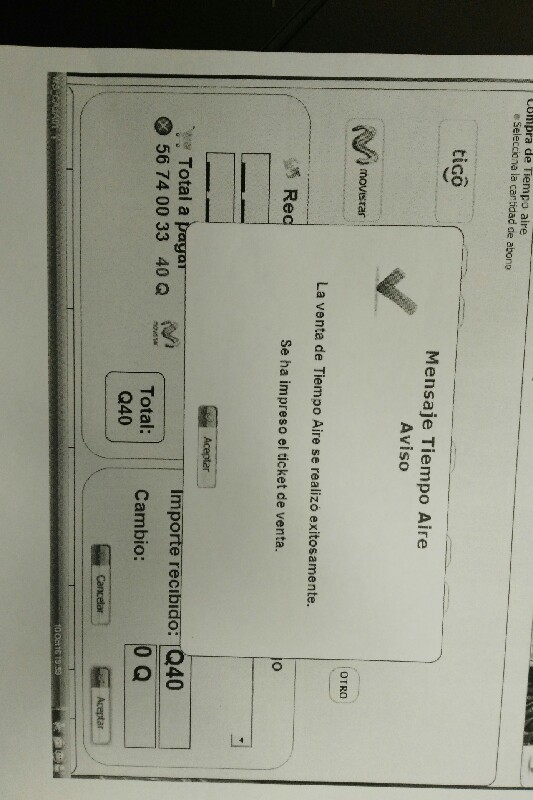 Compra de Tiempo aire
Selecciona la cantidad de abono
tigo
movistar
OTRO
Mensaje Tiempo Aire
Aviso
La venta de Tiempo Aire se realizó exitosamente.
Se ha impreso el ticket de venta.
Aceptar
Rec
Total a pagar
56 74 00 33 40 Q
movistar
Total:
Q40
Importe recibido: Q40
Cambio: 0 Q
Cancelar
Aceptar